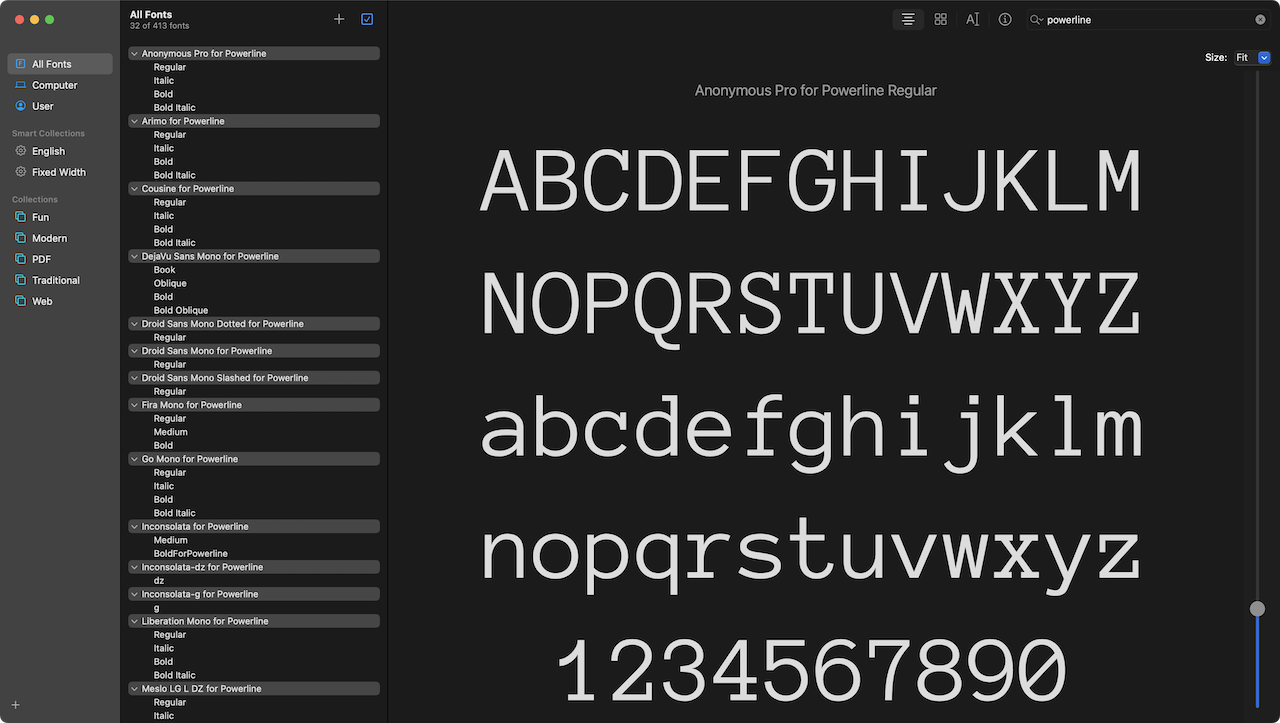 All Fonts
Computer
User
Smart Collections
English
Fixed Width
Collections
Fun
Modern
PDF
Traditional
Web
All Fonts
32 of 413 fonts
Anonymous Pro for Powerline
Regular
Italic
Bold
Bold Italic
Arimo for Powerline
Regular
Italic
Bold
Bold Italic
Cousine for Powerline
Regular
Italic
Bold
Bold Italic
DejaVu Sans Mono for Powerline
Book
Oblique
Bold
Bold Oblique
Droid Sans Mono Dotted for Powerline
Regular
Droid Sans Mono for Powerline
Regular
Droid Sans Mono Slashed for Powerline
Regular
Fira Mono for Powerline
Regular
Medium
Bold
Go Mono for Powerline
Regular
Italic
Bold
Bold Italic
Inconsolata for Powerline
Medium
BoldForPowerline
Inconsolata-dz for Powerline
dz
Inconsolata-g for Powerline
g
Liberation Mono for Powerline
Regular
Italic
Bold
Bold Italic
Meslo LG L DZ for Powerline
Regular
Italic
powerline
Size: Fit
Anonymous Pro for Powerline Regular
ABCDEFGHIJKLM
NOPQRSTUVWXYZ
abcdefghijklm
nopqrstuvwxyz
1234567890